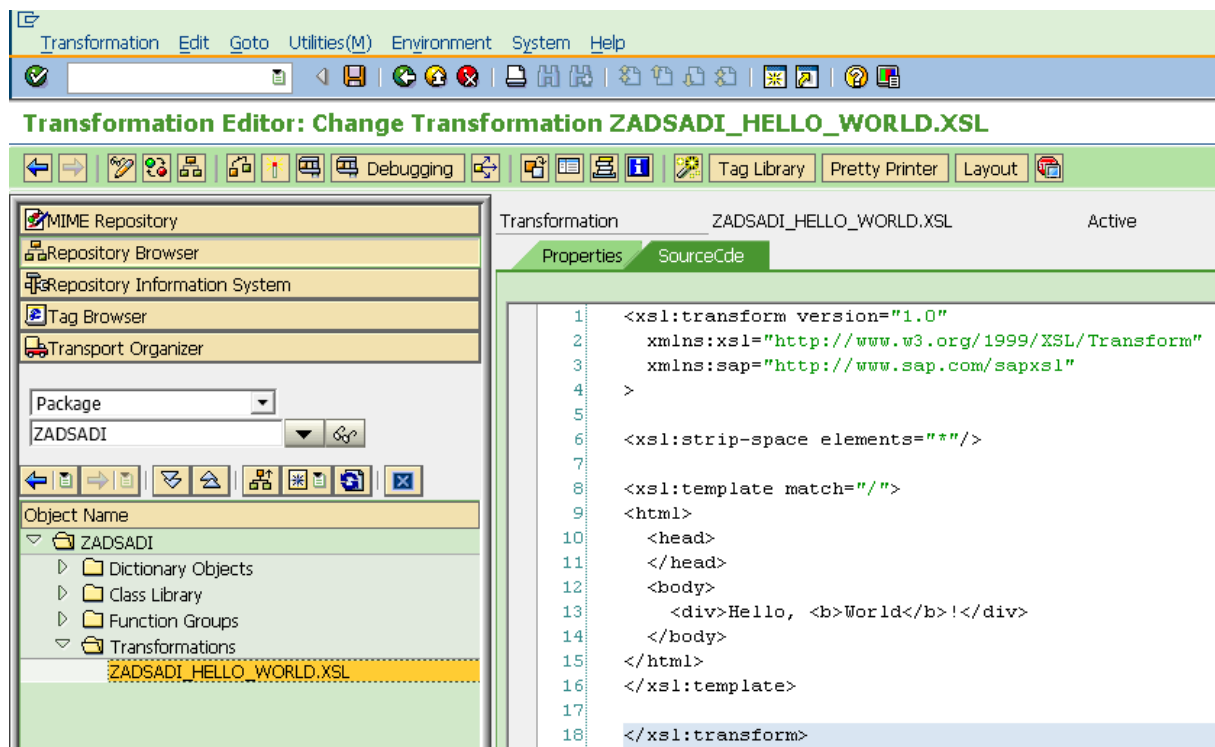 Transformation Edit Goto Utilities(M) Environment System Help
Transformation Editor: Change Transformation ZADSADI_HELLO_WORLD.XSL
Debugging Tag Library Pretty Printer Layout
MIME Repository
Repository Browser
Repository Information System
Tag Browser
Transport Organizer
Package
ZADSADI
Object Name
ZADSADI
Dictionary Objects
Class Library
Function Groups
Transformations
ZADSADI_HELLO_WORLD.XSL
Transformation ZADSADI_HELLO_WORLD.XSL Active
Properties SourceCde
1 <xsl:transform version="1.0"
2 xmlns:xsl="http://www.w3.org/1999/XSL/Transform"
3 xmlns:sap="http://www.sap.com/sapxsl"
4 >
5
6 <xsl:strip-space elements="*"/>
7
8 <xsl:template match="/">
9 <html>
10 <head>
11 </head>
12 <body>
13 <div>Hello, <b>World</b>!</div>
14 </body>
15 </html>
16 </xsl:template>
17
18 </xsl:transform>